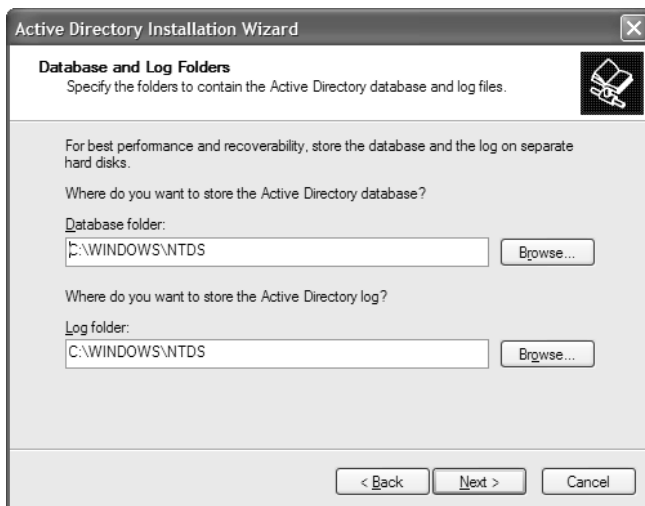 Active Directory Installation Wizard
Database and Log Folders
Specify the folders to contain the Active Directory database and log files.
For best performance and recoverability, store the database and the log on separate
hard disks.
Where do you want to store the Active Directory database?
Database folder:
C:\WINDOWS\NTDS
Browse...
Where do you want to store the Active Directory log?
Log folder:
C:\WINDOWS\NTDS
Browse...
< Back
Next >
Cancel